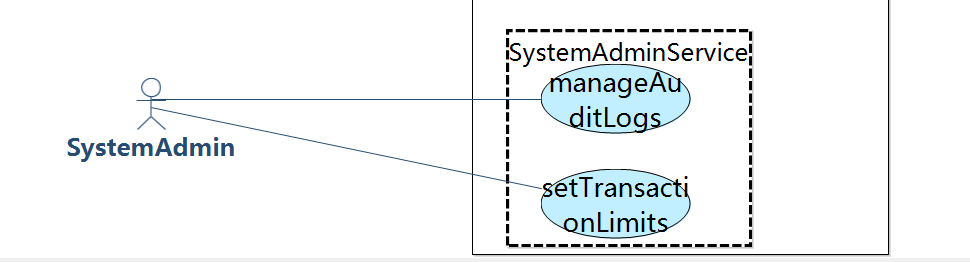 SystemAdminService
manageAu
ditLogs
SystemAdmin
setTransacti
onLimits